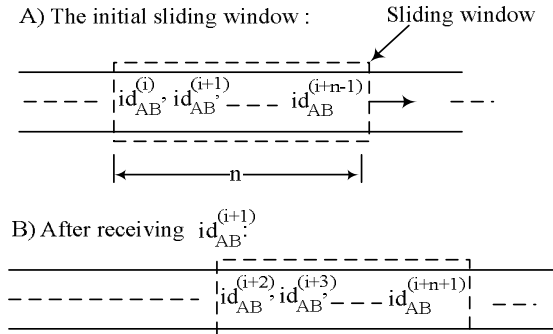 A) The initial sliding window :
Sliding window
id_AB^(i), id_AB^(i+1), _ _ _ id_AB^(i+n-1)
n
B) After receiving id_AB^(i+1):
id_AB^(i+2), id_AB^(i+3), _ _ _ id_AB^(i+n+1)